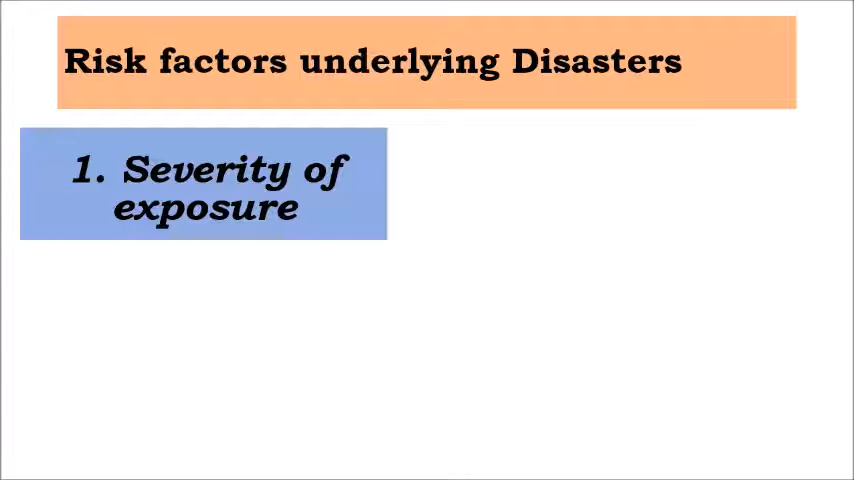 Risk factors underlying Disasters
1. Severity of
exposure